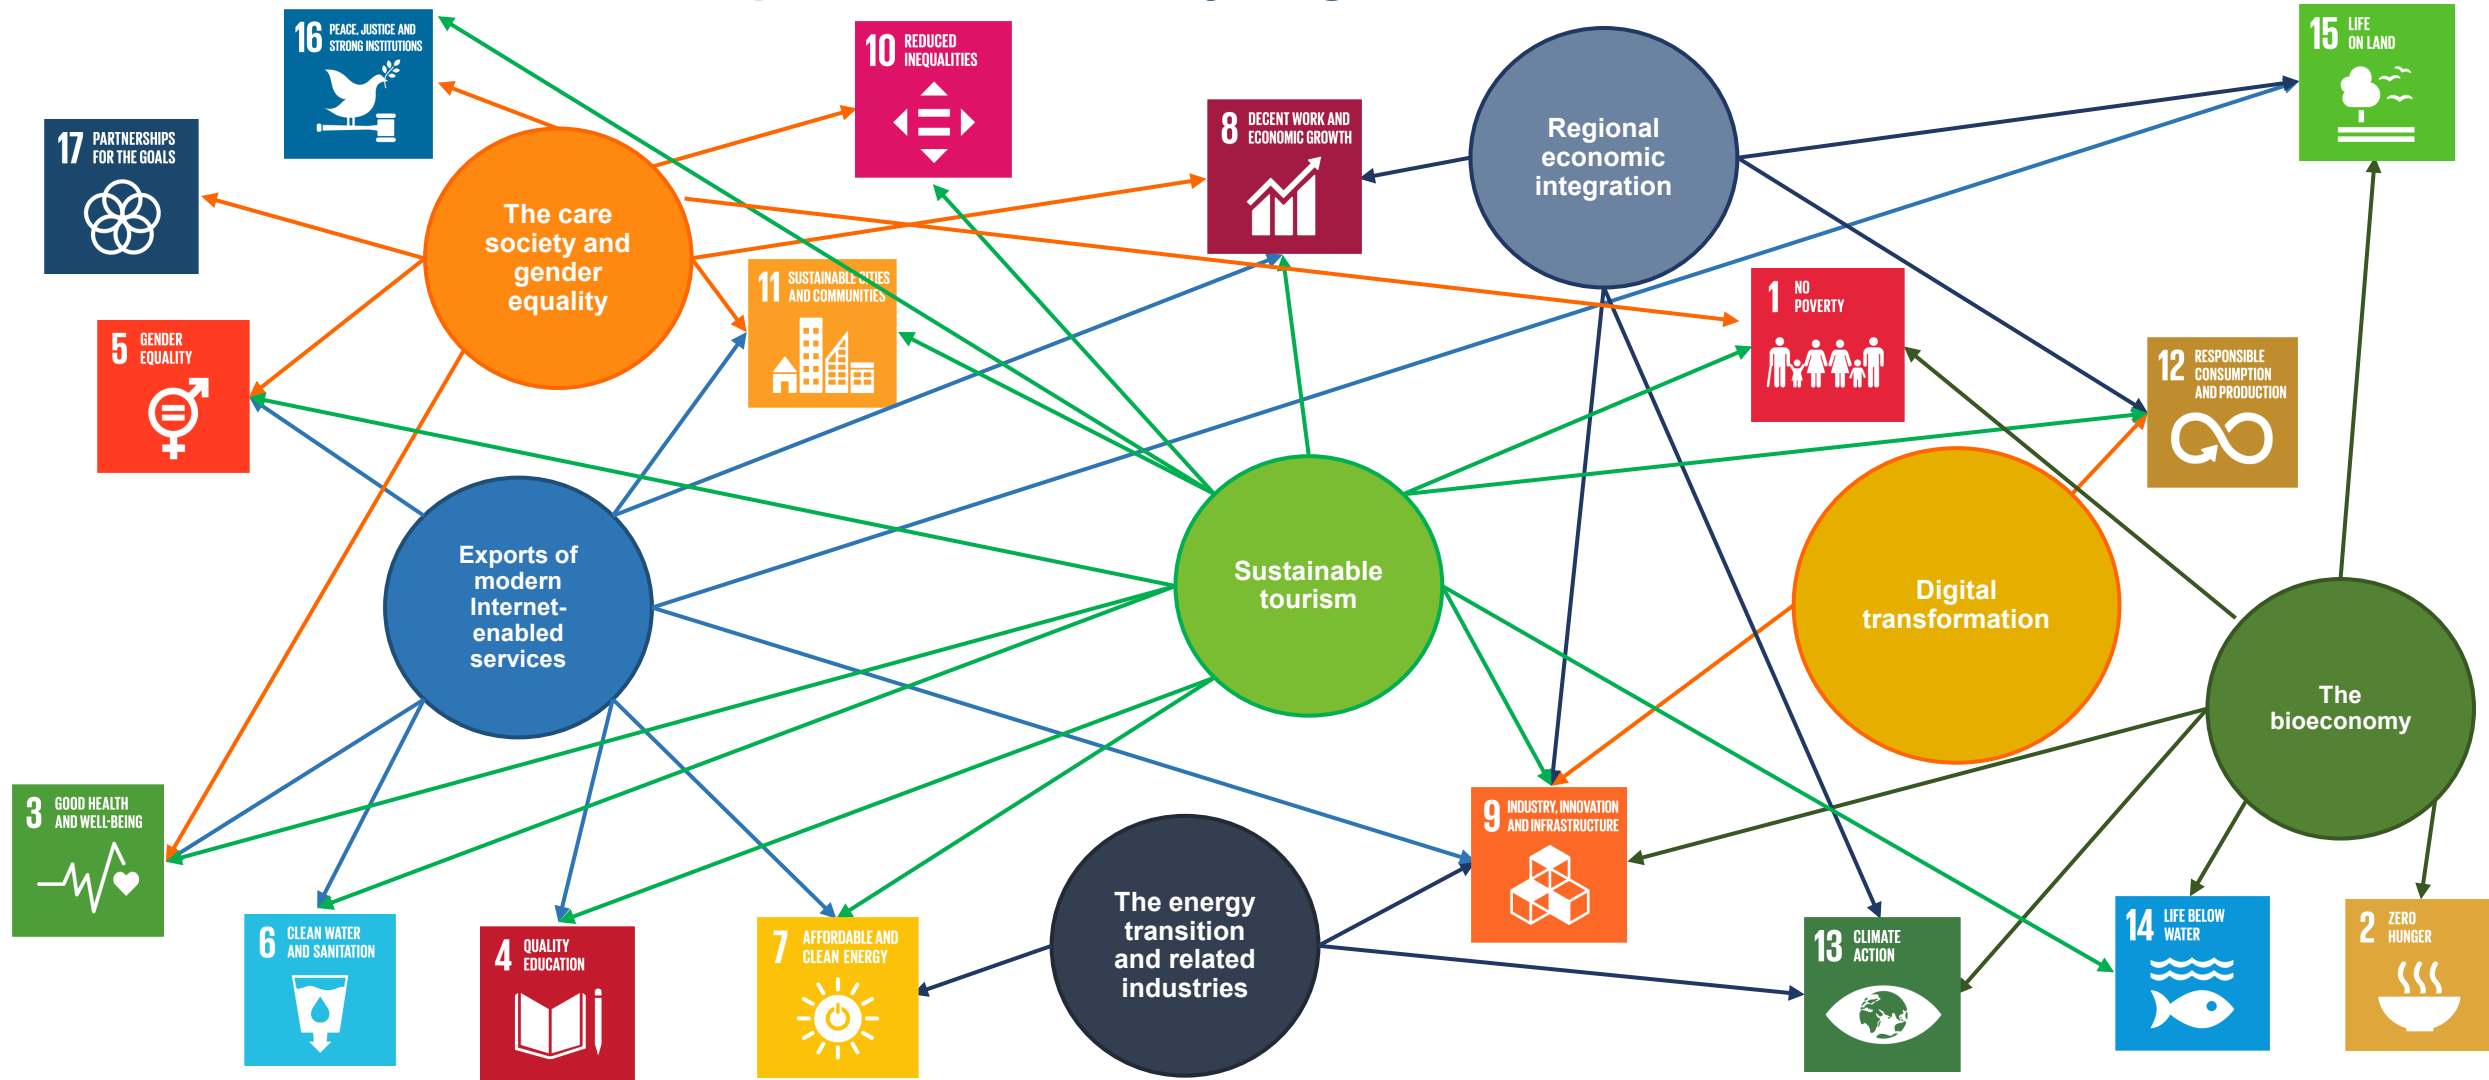 16 PEACE, JUSTICE AND
STRONG INSTITUTIONS
10 REDUCED
INEQUALITIES
15 LIFE
ON LAND
17 PARTNERSHIPS
FOR THE GOALS
8 DECENT WORK AND
ECONOMIC GROWTH
Regional
economic
integration
The care
society and
gender
equality
11 SUSTAINABLE CITIES
AND COMMUNITIES
1 NO
POVERTY
5 GENDER
EQUALITY
12 RESPONSIBLE
CONSUMPTION
AND PRODUCTION
Exports of
modern
Internet-
enabled
services
Sustainable
tourism
Digital
transformation
The
bioeconomy
3 GOOD HEALTH
AND WELL-BEING
9 INDUSTRY, INNOVATION
AND INFRASTRUCTURE
The energy
transition
and related
industries
6 CLEAN WATER
AND SANITATION
4 QUALITY
EDUCATION
7 AFFORDABLE AND
CLEAN ENERGY
13 CLIMATE
ACTION
14 LIFE BELOW
WATER
2 ZERO
HUNGER